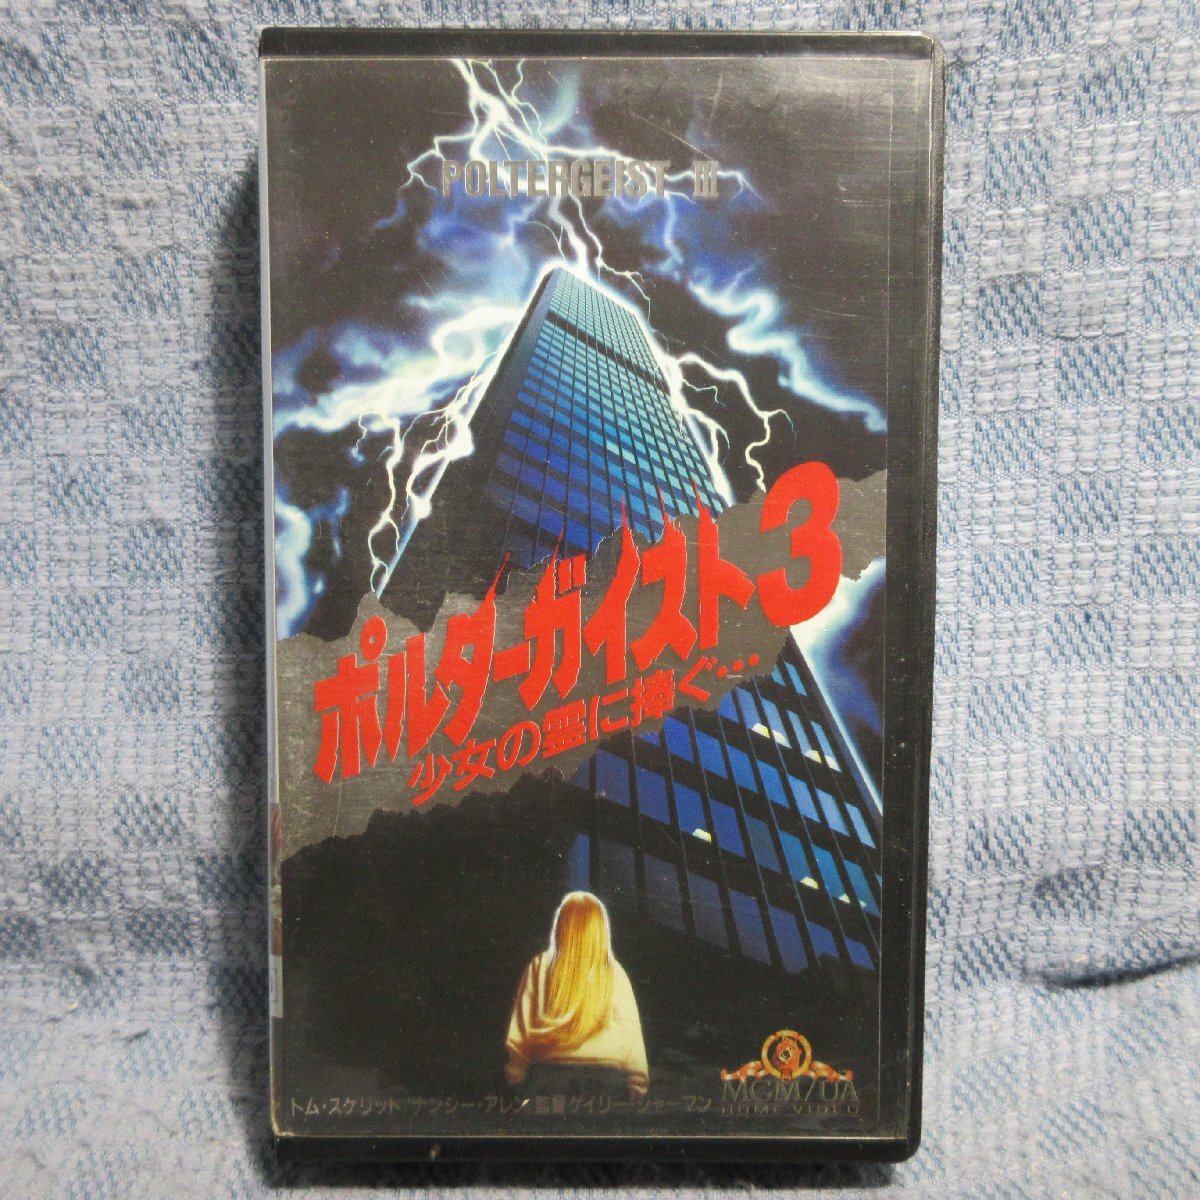 POLTERGEIST III
ポルターガイスト3
少女の霊に捧ぐ…
トム・スケリット/ナンシー・アレン/監督 ゲイリー・シャーマン
MGM/UA
HOME VIDEO